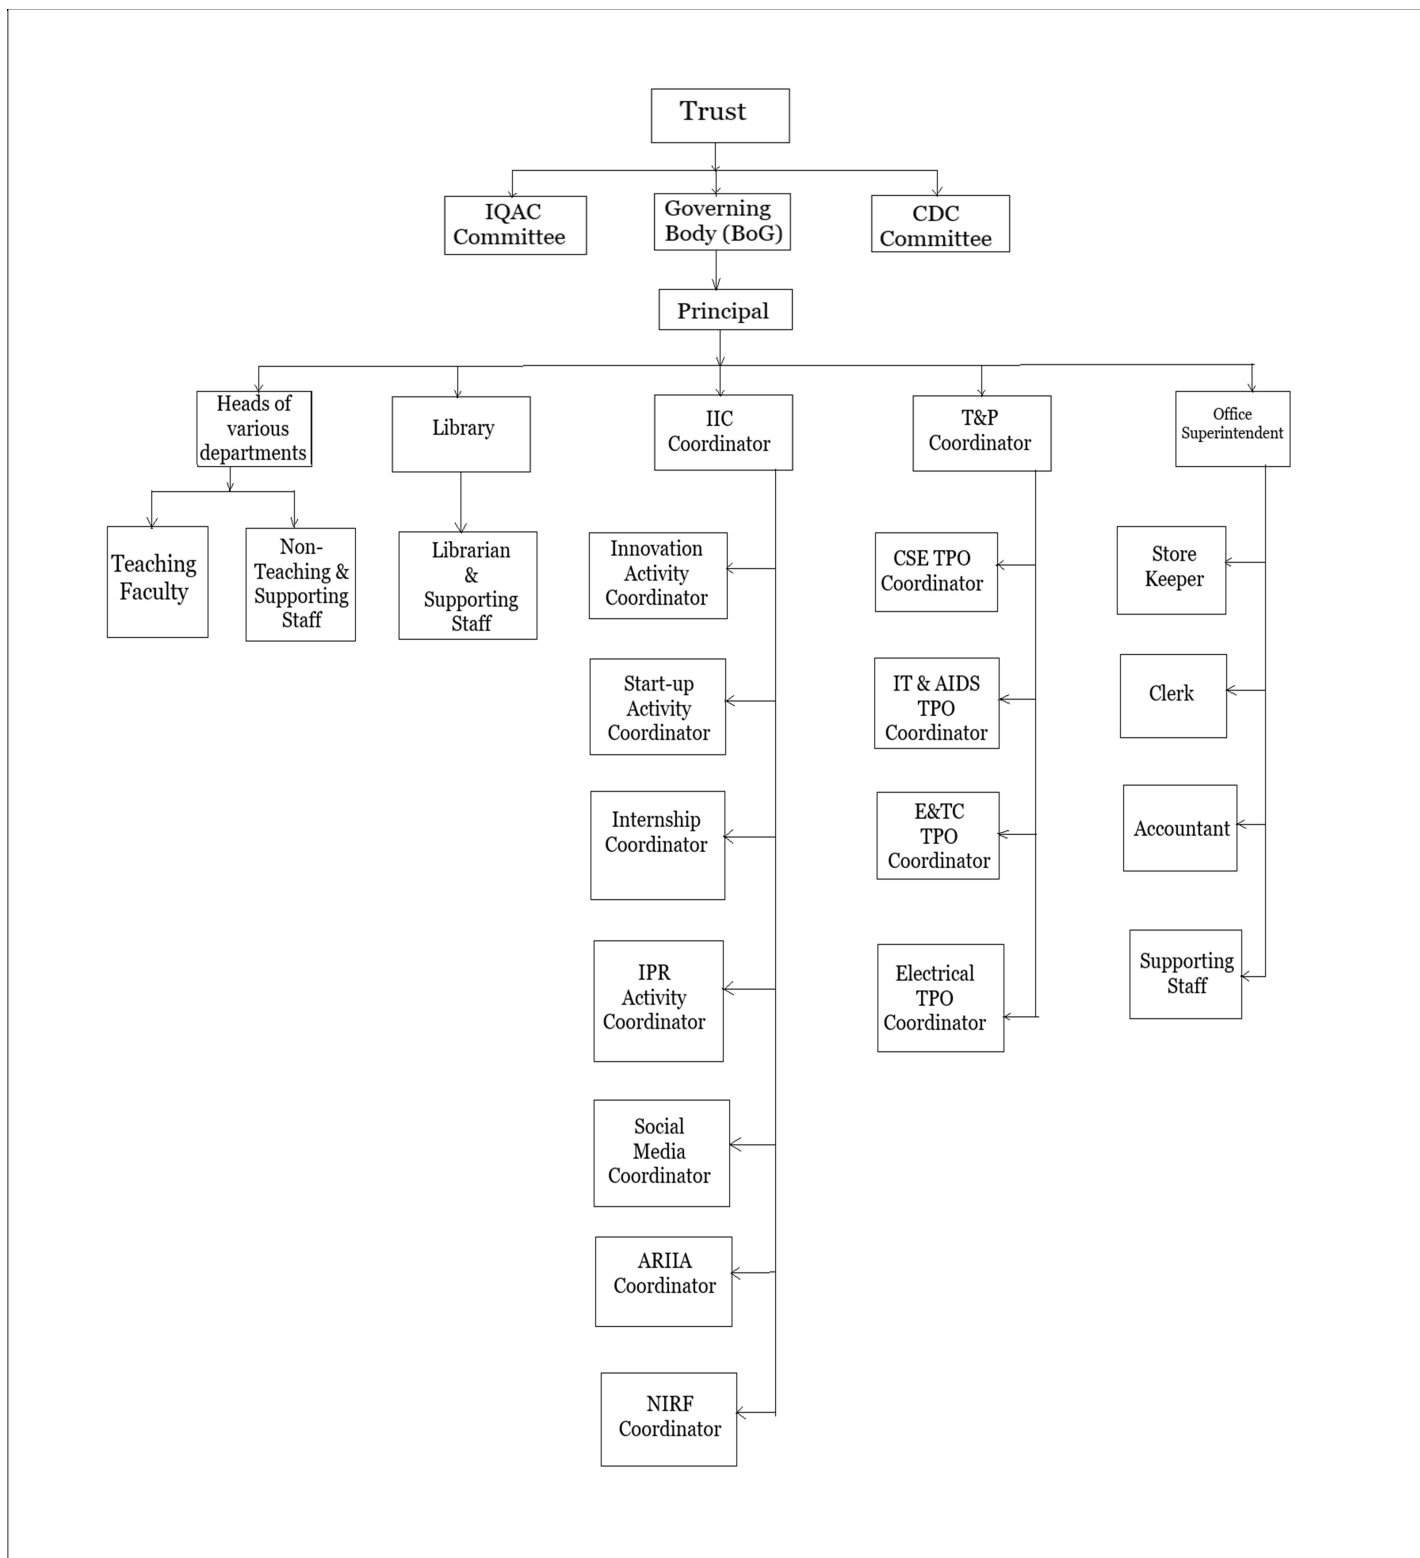 Trust
IQAC
Committee
Governing
Body (BoG)
CDC
Committee
Principal
Heads of
various
departments
Library
IIC
Coordinator
T&P
Coordinator
Office
Superintendent
Teaching
Faculty
Non-
Teaching &
Supporting
Staff
Librarian
&
Supporting
Staff
Innovation
Activity
Coordinator
Start-up
Activity
Coordinator
Internship
Coordinator
IPR
Activity
Coordinator
Social
Media
Coordinator
ARIIA
Coordinator
NIRF
Coordinator
CSE TPO
Coordinator
IT & AIDS
TPO
Coordinator
E&TC
TPO
Coordinator
Electrical
TPO
Coordinator
Store
Keeper
Clerk
Accountant
Supporting
Staff